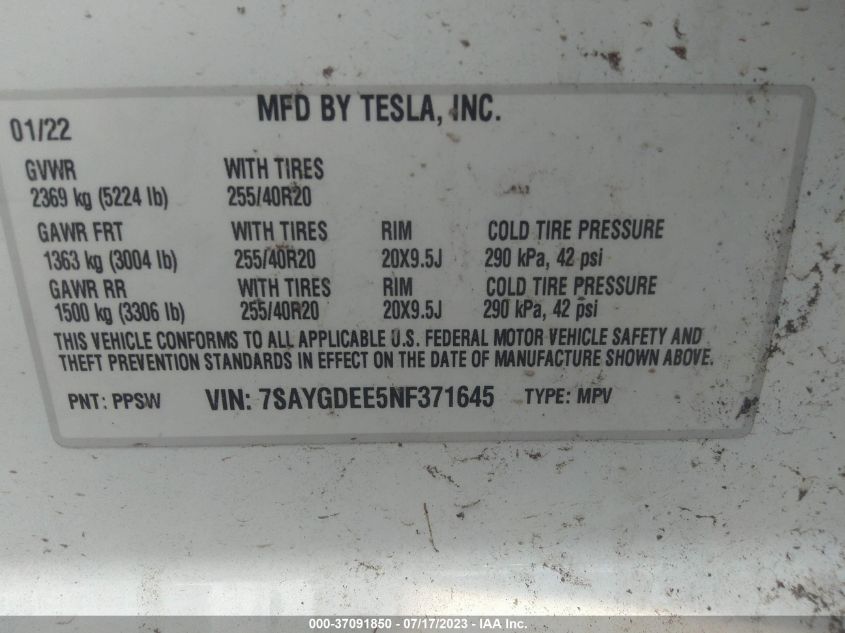 MFD BY TESLA, INC.
01/22
GVWR WITH TIRES
2369 kg (5224 lb) 255/40R20
GAWR FRT WITH TIRES RIM COLD TIRE PRESSURE
1363 kg (3004 lb) 255/40R20 20X9.5J 290 kPa, 42 psi
GAWR RR WITH TIRES RIM COLD TIRE PRESSURE
1500 kg (3306 lb) 255/40R20 20X9.5J 290 kPa, 42 psi
THIS VEHICLE CONFORMS TO ALL APPLICABLE U.S. FEDERAL MOTOR VEHICLE SAFETY AND
THEFT PREVENTION STANDARDS IN EFFECT ON THE DATE OF MANUFACTURE SHOWN ABOVE.
PNT: PPSW VIN: 7SAYGDEE5NF371645 TYPE: MPV
000-37091850 - 07/17/2023 - IAA Inc.